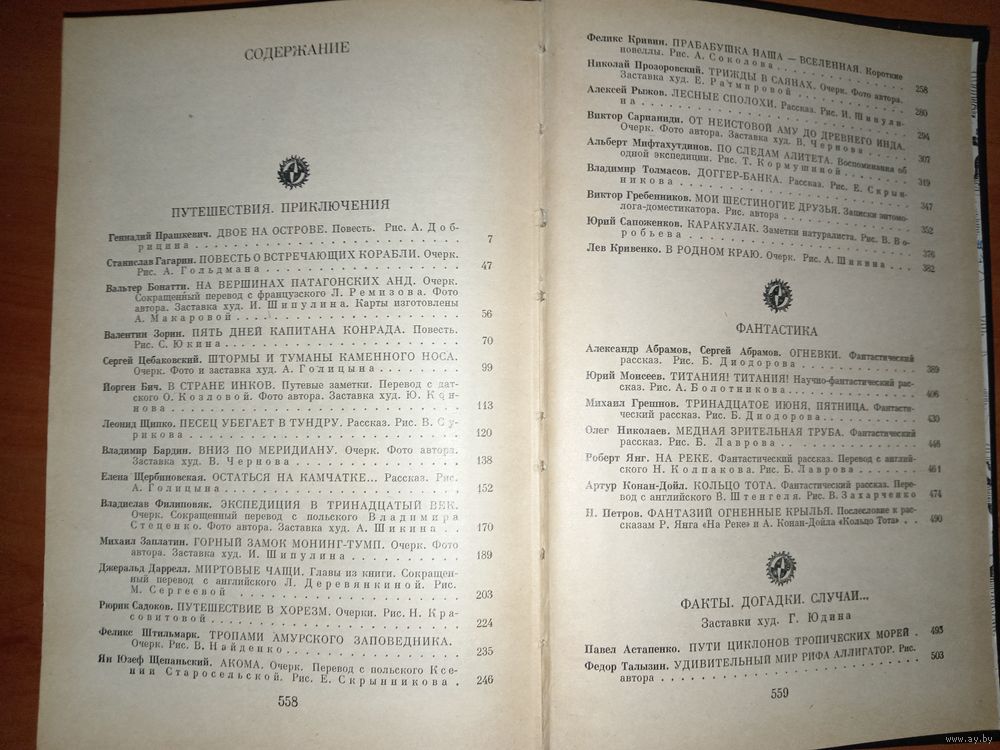 СОДЕРЖАНИЕ
ПУТЕШЕСТВИЯ. ПРИКЛЮЧЕНИЯ
Геннадий Прашкевич. ДВОЕ НА ОСТРОВЕ. Повесть. Рис. А. Доб-
рицина . . . . . . . . . . . . . . . . . . . . . 7
Станислав Гагарин. ПОВЕСТЬ О ВСТРЕЧАЮЩИХ КОРАБЛИ. Очерк.
Рис. А. Гольдмана . . . . . . . . . . . . . . . . 47
Вальтер Бонатти. НА ВЕРШИНАХ ПАТАГОНСКИХ АНД. Очерк.
Сокращенный перевод с французского Л. Ремизова. Фото
автора. Заставка худ. И. Шипулина. Карты изготовлены
А. Макаровой . . . . . . . . . . . . . . . . . . 56
Валентин Зорин. ПЯТЬ ДНЕЙ КАПИТАНА КОНРАДА. Повесть.
Рис. С. Юкина . . . . . . . . . . . . . . . . . . 70
Сергей Цебаковский. ШТОРМЫ И ТУМАНЫ КАМЕННОГО НОСА.
Очерк. Фото и заставка худ. А. Голицына . . . . . . 99
Йорген Бич. В СТРАНЕ ИНКОВ. Путевые заметки. Перевод с дат-
ского О. Козловой. Фото автора. Заставка худ. Ю. Кон-
нова . . . . . . . . . . . . . . . . . . . . . . 113
Леонид Щипко. ПЕСЕЦ УБЕГАЕТ В ТУНДРУ. Рассказ. Рис. В. Су-
рикова . . . . . . . . . . . . . . . . . . . . . 120
Владимир Бардин. ВНИЗ ПО МЕРИДИАНУ. Очерк. Фото автора.
Заставка худ. В. Чернова . . . . . . . . . . . . . 138
Елена Щербиновская. ОСТАТЬСЯ НА КАМЧАТКЕ... Рассказ. Рис.
А. Голицына . . . . . . . . . . . . . . . . . . . 152
Владислав Филиповяк. ЭКСПЕДИЦИЯ В ТРИНАДЦАТЫЙ ВЕК.
Очерк. Сокращенный перевод с польского Владимира
Стеценко. Фото автора. Заставка худ. А. Шикина . . 170
Михаил Заплатин. ГОРНЫЙ ЗАМОК МОНИНГ-ТУМП. Очерк. Фото
автора. Заставка худ. И. Шипулина . . . . . . . . . 189
Джеральд Даррелл. МИРТОВЫЕ ЧАЩИ. Главы из книги. Сокращен-
ный перевод с английского Л. Деревянкиной. Рис.
М. Сергеевой . . . . . . . . . . . . . . . . . . 203
Рюрик Садоков. ПУТЕШЕСТВИЕ В ХОРЕЗМ. Очерки. Рис. Н. Кра-
совитовой . . . . . . . . . . . . . . . . . . . . 224
Феликс Штильмарк. ТРОПАМИ АМУРСКОГО ЗАПОВЕДНИКА.
Очерк. Рис. В. Найденко . . . . . . . . . . . . . 235
Ян Юзеф Щепаньский. АКОМА. Очерк. Перевод с польского Ксе-
нии Старосельской. Рис. Е. Скрынникова . 246
558
Феликс Кривин. ПРАБАБУШКА НАША — ВСЕЛЕННАЯ. Короткие
новеллы. Рис. А. Соколова . . . . . . . . . . . . 258
Николай Прозоровский. ТРИЖДЫ В САЯНАХ. Очерк. Фото автора.
Заставка худ. Е. Ратмировой . . . . . . . . . . . . 280
Алексей Рыжов. ЛЕСНЫЕ СПОЛОХИ. Рассказ. Рис. И. Шипули-
на . . . . . . . . . . . . . . . . . . . . . . . 294
Виктор Сарианиди. ОТ НЕИСТОВОЙ АМУ ДО ДРЕВНЕГО ИНДА.
Очерк. Фото автора. Заставка худ. В. Чернова . . . . 307
Альберт Мифтахутдинов. ПО СЛЕДАМ АЛИТЕТА. Воспоминания об
одной экспедиции. Рис. Т. Кормушиной . . . . . . . 319
Владимир Толмасов. ДОГГЕР-БАНКА. Рассказ. Рис. Е. Скрын-
никова . . . . . . . . . . . . . . . . . . . . . 347
Виктор Гребенников. МОИ ШЕСТИНОГИЕ ДРУЗЬЯ. Записки энтомо-
лога-доместикатора. Рис. автора . . . . . . . . . . 352
Юрий Сапоженков. КАРАКУЛАК. Заметки натуралиста. Рис. В. Во-
робьева . . . . . . . . . . . . . . . . . . . . . 376
Лев Кривенко. В РОДНОМ КРАЮ. Очерк. Рис. А. Шикина . . . 382
ФАНТАСТИКА
Александр Абрамов, Сергей Абрамов. ОГНЕВКИ. Фантастический
рассказ. Рис. Б. Диодорова . . . . . . . . . . . . 389
Юрий Моисеев. ТИТАНИЯ! ТИТАНИЯ! Научно-фантастический рас-
сказ. Рис. А. Болотникова . . . . . . . . . . . . . 406
Михаил Грешнов. ТРИНАДЦАТОЕ ИЮНЯ, ПЯТНИЦА. Фантасти-
ческий рассказ. Рис. Б. Диодорова . . . . . . . . . 430
Олег Николаев. МЕДНАЯ ЗРИТЕЛЬНАЯ ТРУБА. Фантастический
рассказ. Рис. Б. Лаврова . . . . . . . . . . . . . 448
Роберт Янг. НА РЕКЕ. Фантастический рассказ. Перевод с англий-
ского Н. Колпакова. Рис. Б. Лаврова . . . . . . . . 461
Артур Конан-Дойл. КОЛЬЦО ТОТА. Фантастический рассказ. Пере-
вод с английского В. Штенгеля. Рис. В. Захарченко 474
Н. Петров. ФАНТАЗИЙ ОГНЕННЫЕ КРЫЛЬЯ. Послесловие к рас-
сказам Р. Янга «На Реке» и А. Конан-Дойла «Кольцо Тота» . . 490
ФАКТЫ. ДОГАДКИ. СЛУЧАИ...
Заставки худ. Г. Юдина
Павел Астапенко. ПУТИ ЦИКЛОНОВ ТРОПИЧЕСКИХ МОРЕЙ . 493
Федор Талызин. УДИВИТЕЛЬНЫЙ МИР РИФА АЛЛИГАТОР. Рис.
автора . . . . . . . . . . . . . . . . . . . . . 503
559
www.ay.by